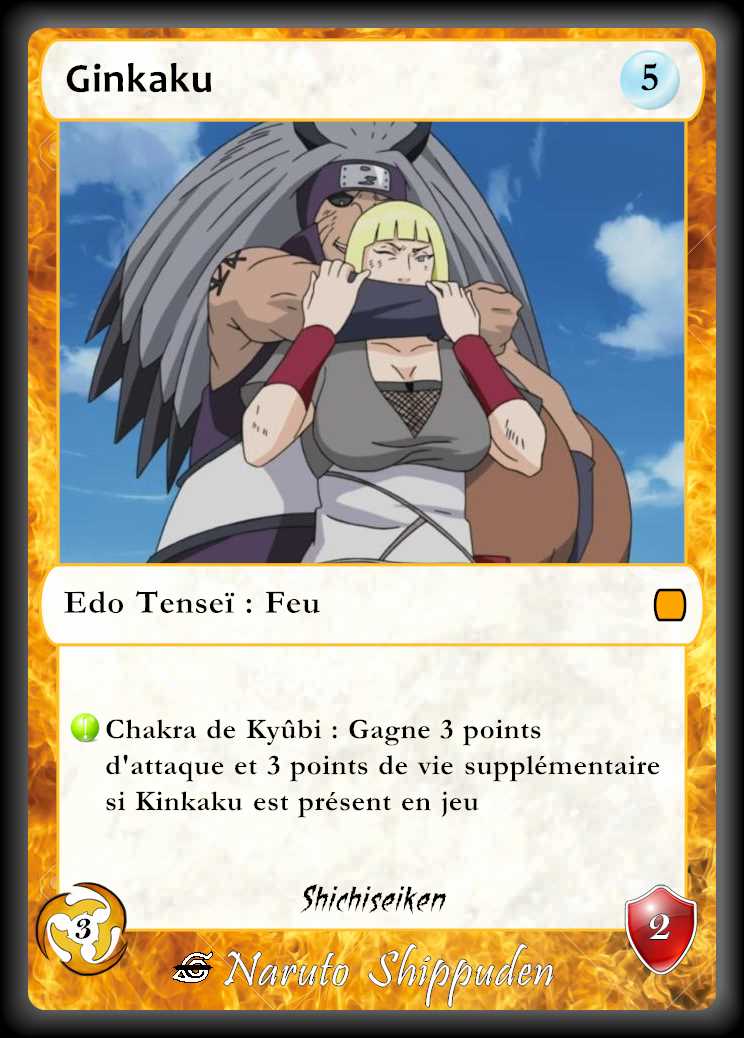 Ginkaku
5
Edo Tenseï : Feu
Chakra de Kyûbi : Gagne 3 points
d'attaque et 3 points de vie supplémentaire
si Kinkaku est présent en jeu
Shichiseiken
3
2
Naruto Shippuden